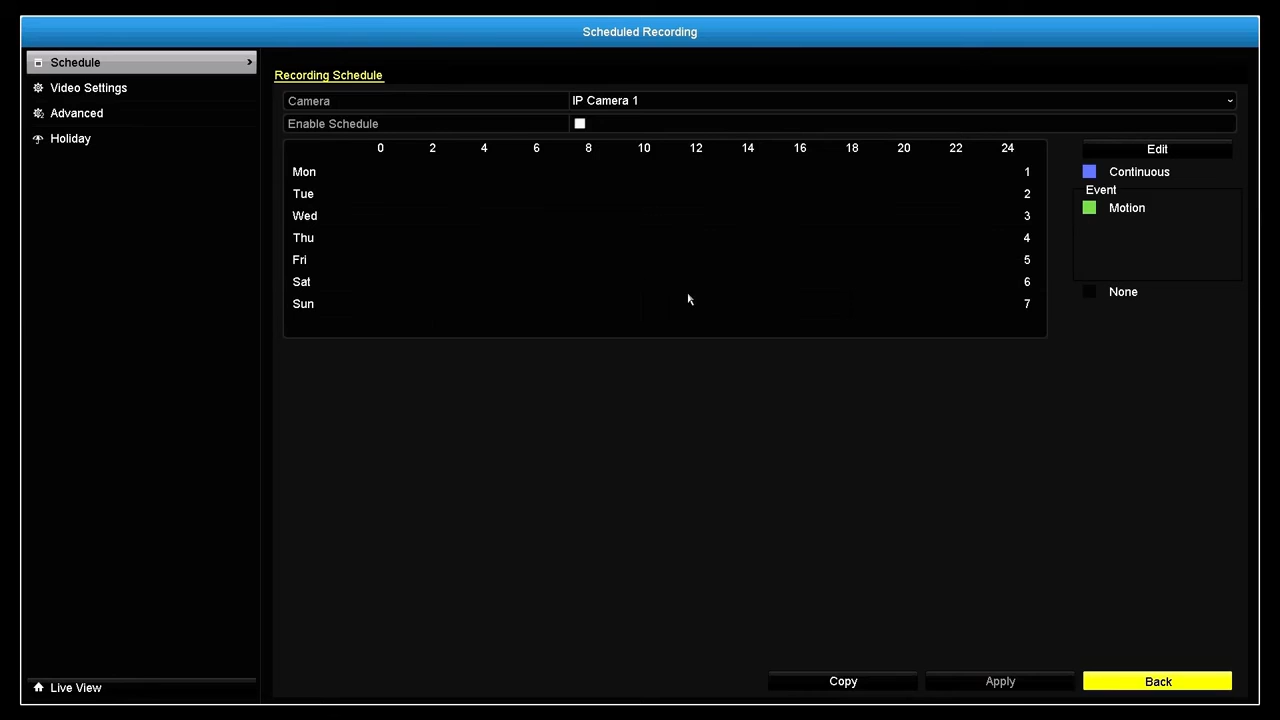 Scheduled Recording
Schedule >
Video Settings
Advanced
Holiday
Live View
Recording Schedule
Camera IP Camera 1
Enable Schedule
0 2 4 6 8 10 12 14 16 18 20 22 24
Mon 1
Tue 2
Wed 3
Thu 4
Fri 5
Sat 6
Sun 7
Edit
Continuous
Event
Motion
None
Copy Apply Back